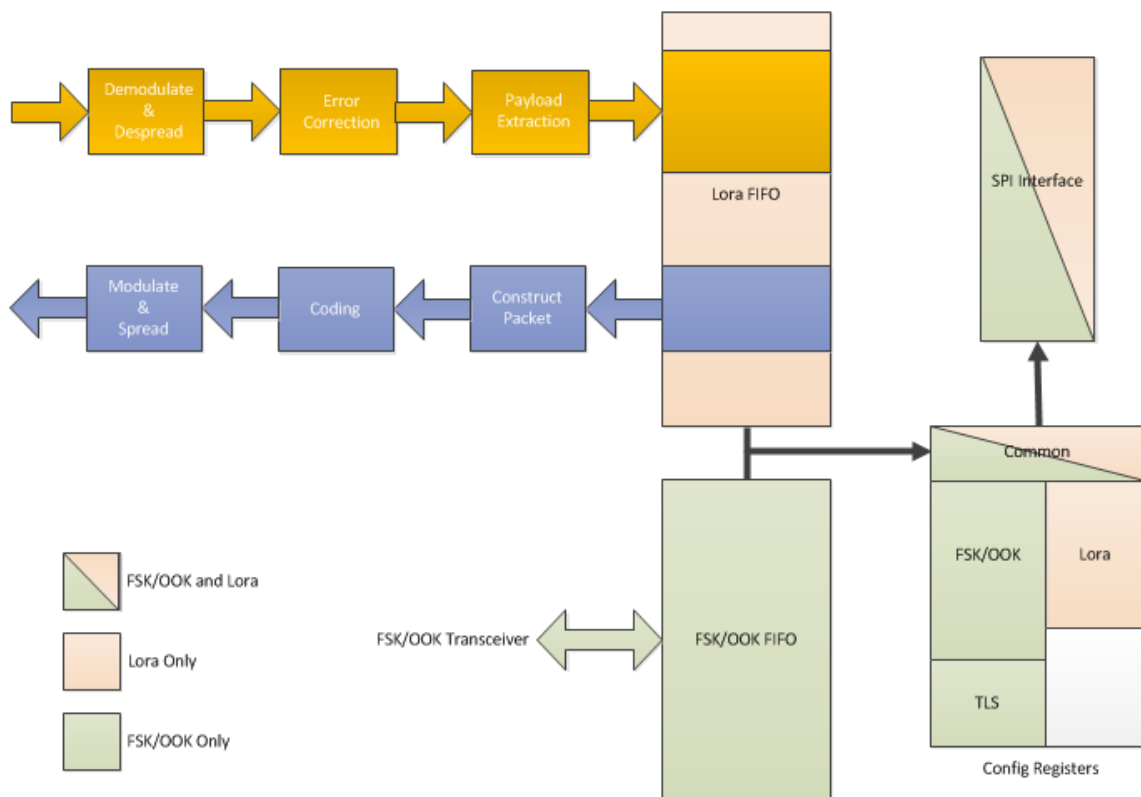 Demodulate
&
Despread
Error
Correction
Payload
Extraction
Lora FIFO
SPI Interface
Modulate
&
Spread
Coding
Construct
Packet
Common
FSK/OOK
Lora
TLS
Config Registers
FSK/OOK and Lora
Lora Only
FSK/OOK Only
FSK/OOK Transceiver
FSK/OOK FIFO